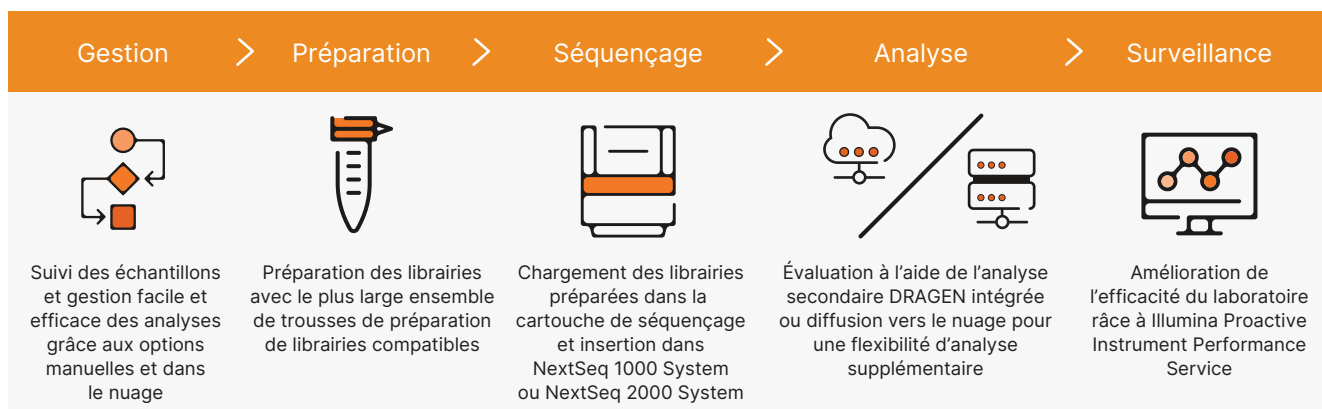 Gestion
Préparation
Séquençage
Analyse
Surveillance
Suivi des échantillons
et gestion facile et
efficace des analyses
grâce aux options
manuelles et dans
le nuage
Préparation des librairies
avec le plus large ensemble
de trousses de préparation
de librairies compatibles
Chargement des librairies
préparées dans la
cartouche de séquençage
et insertion dans
NextSeq 1000 System
ou NextSeq 2000 System
Évaluation à l’aide de l’analyse
secondaire DRAGEN intégrée
ou diffusion vers le nuage pour
une flexibilité d’analyse
supplémentaire
Amélioration de
l’efficacité du laboratoire
râce à Illumina Proactive
Instrument Performance
Service